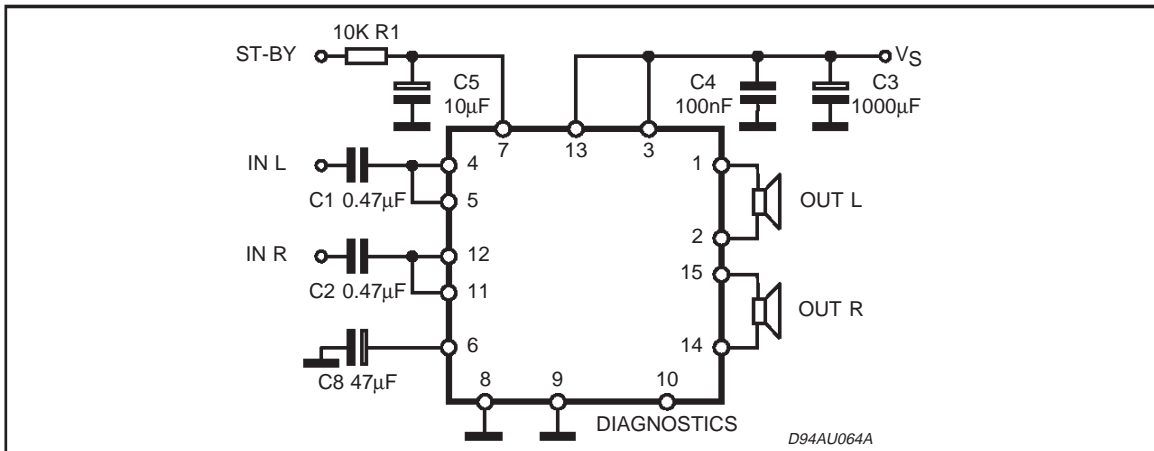 10K R1
ST-BY
C5
10µF
C4
100nF
C3
1000µF
VS
7
13
3
IN L
C1 0.47µF
4
5
1
2
OUT L
IN R
C2 0.47µF
12
11
15
14
OUT R
C8 47µF
6
8
9
10
DIAGNOSTICS
D94AU064A